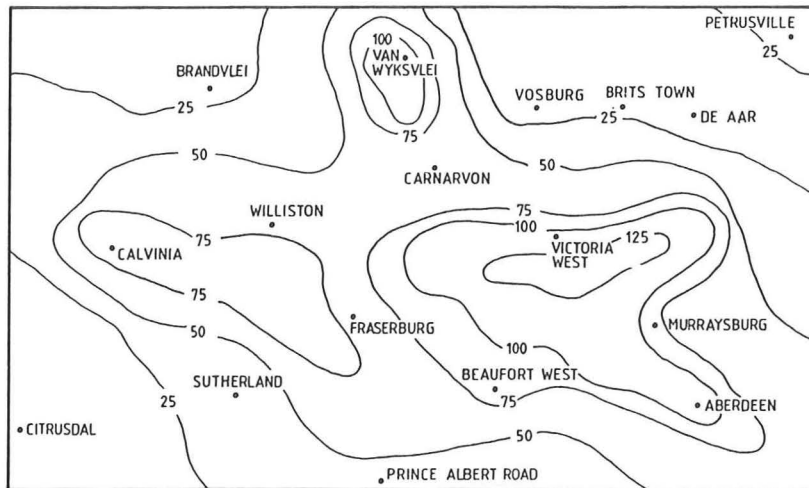 PETRUSVILLE
25
100
VAN
WYKSVLEI
BRANDVLEI
25
VOSBURG
BRITS TOWN
25
DE AAR
75
50
50
CARNARVON
WILLISTON
75
75
100
125
CALVINIA
VICTORIA
WEST
75
50
FRASERBURG
MURRAYSBURG
100
SUTHERLAND
BEAUFORT WEST
25
75
ABERDEEN
CITRUSDAL
50
PRINCE ALBERT ROAD